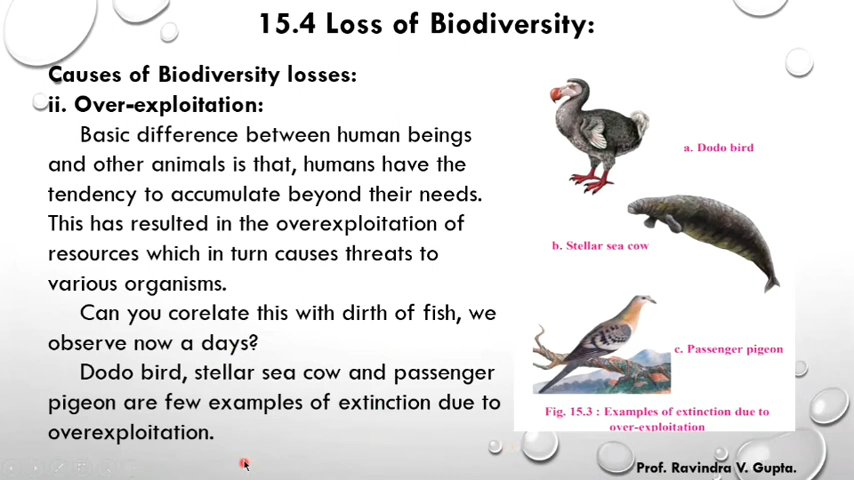 15.4 Loss of Biodiversity:
Causes of Biodiversity losses:
ii. Over-exploitation:
Basic difference between human beings
and other animals is that, humans have the
tendency to accumulate beyond their needs.
This has resulted in the overexploitation of
resources which in turn causes threats to
various organisms.
Can you corelate this with dirth of fish, we
observe now a days?
Dodo bird, stellar sea cow and passenger
pigeon are few examples of extinction due to
overexploitation.
a. Dodo bird
b. Stellar sea cow
c. Passenger pigeon
Fig. 15.3 : Examples of extinction due to
over-exploitation
Prof. Ravindra V. Gupta.